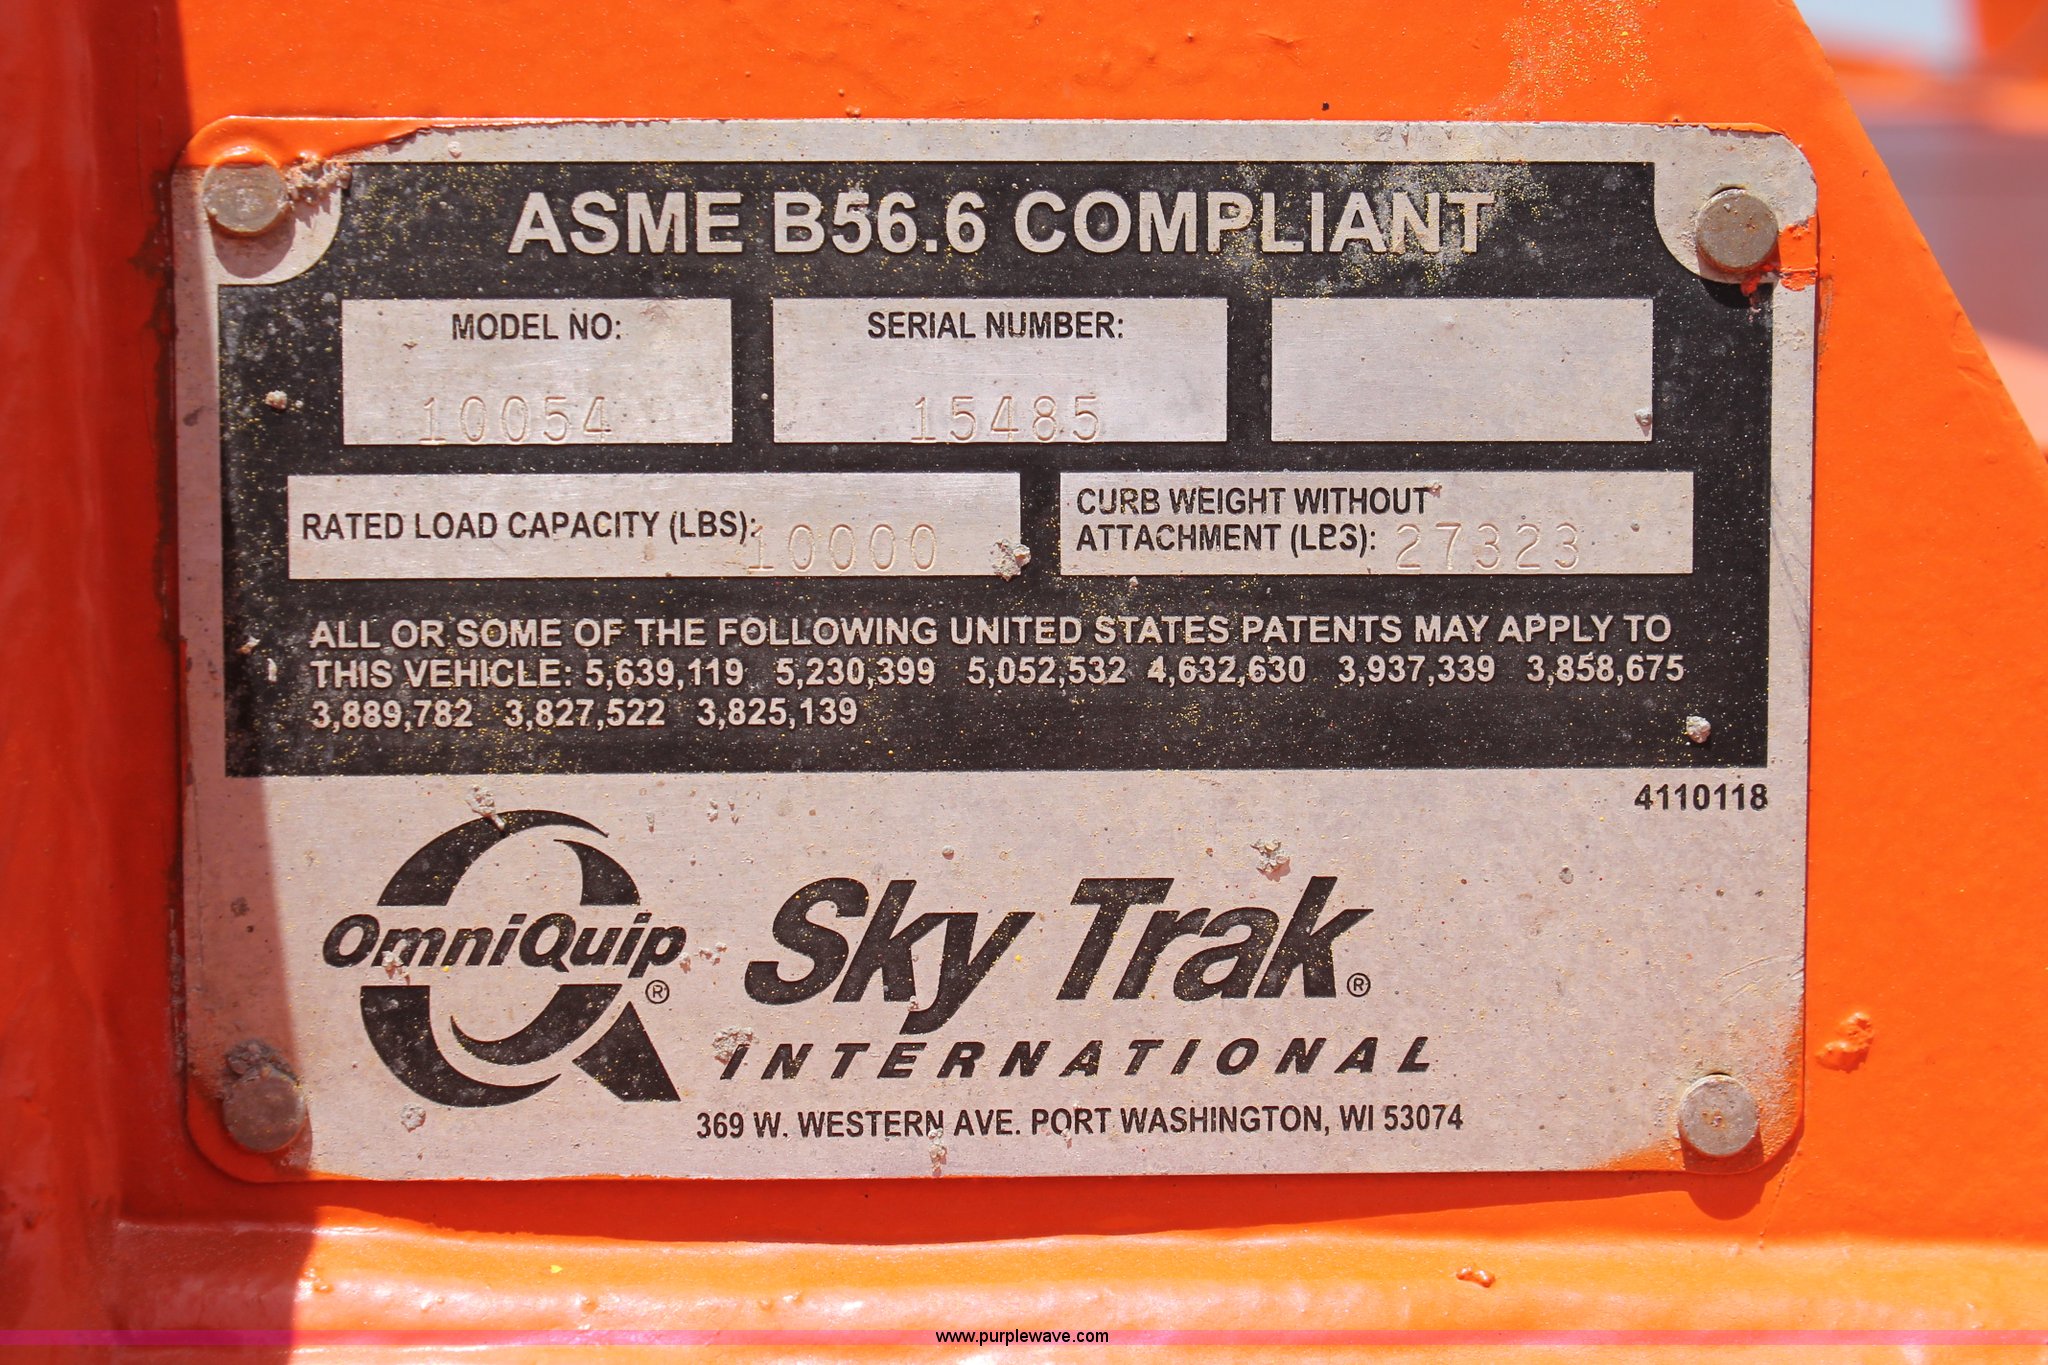 ASME B56.6 COMPLIANT
MODEL NO:
10054
SERIAL NUMBER:
15485
RATED LOAD CAPACITY (LBS): 10000
CURB WEIGHT WITHOUT
ATTACHMENT (LBS): 27323
ALL OR SOME OF THE FOLLOWING UNITED STATES PATENTS MAY APPLY TO
THIS VEHICLE: 5,639,119 5,230,399 5,052,532 4,632,630 3,937,339 3,858,675
3,889,782 3,827,522 3,825,139
4110118
OmniQuip®
Sky Trak®
INTERNATIONAL
369 W. WESTERN AVE. PORT WASHINGTON, WI 53074
www.purplewave.com